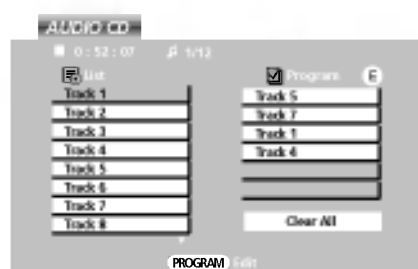 AUDIO CD
0:52:07 1/12
List
Track 1
Track 2
Track 3
Track 4
Track 5
Track 6
Track 7
Track 8
Program E
Track 5
Track 7
Track 1
Track 4
Clear All
PROGRAM Edit